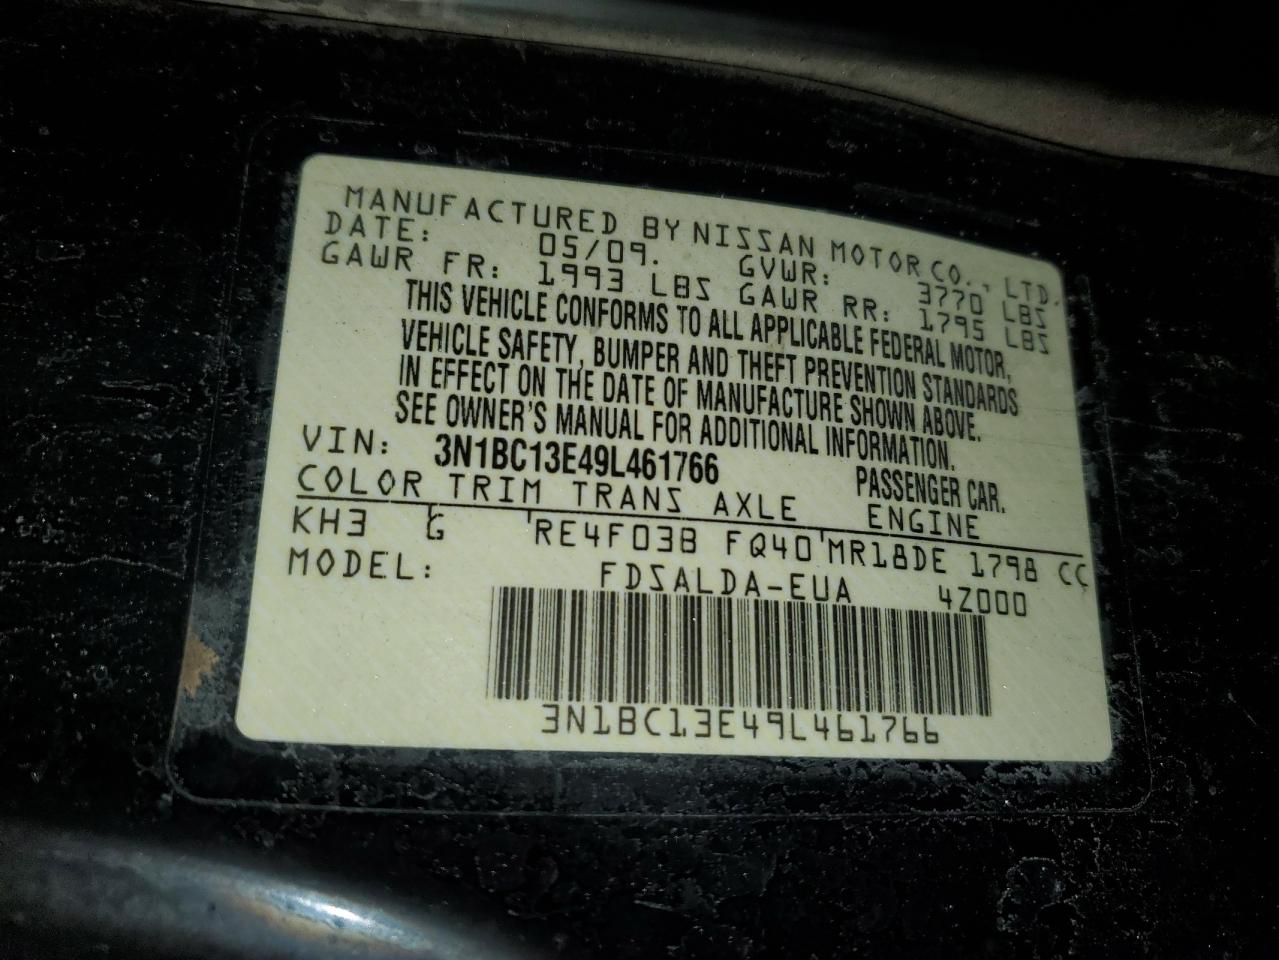 MANUFACTURED BY NISSAN MOTOR CO., LTD.
DATE: 05/09. GVWR: 3770 LBS
GAWR FR: 1993 LBS GAWR RR: 1795 LBS
THIS VEHICLE CONFORMS TO ALL APPLICABLE FEDERAL MOTOR,
VEHICLE SAFETY, BUMPER AND THEFT PREVENTION STANDARDS
IN EFFECT ON THE DATE OF MANUFACTURE SHOWN ABOVE.
SEE OWNER'S MANUAL FOR ADDITIONAL INFORMATION.
VIN: 3N1BC13E49L461766 PASSENGER CAR.
COLOR TRIM TRANS AXLE ENGINE
KH3 G RE4F03B FQ40 MR18DE 1798 CC
MODEL: FDSALDA-EUA 4Z000
3N1BC13E49L461766